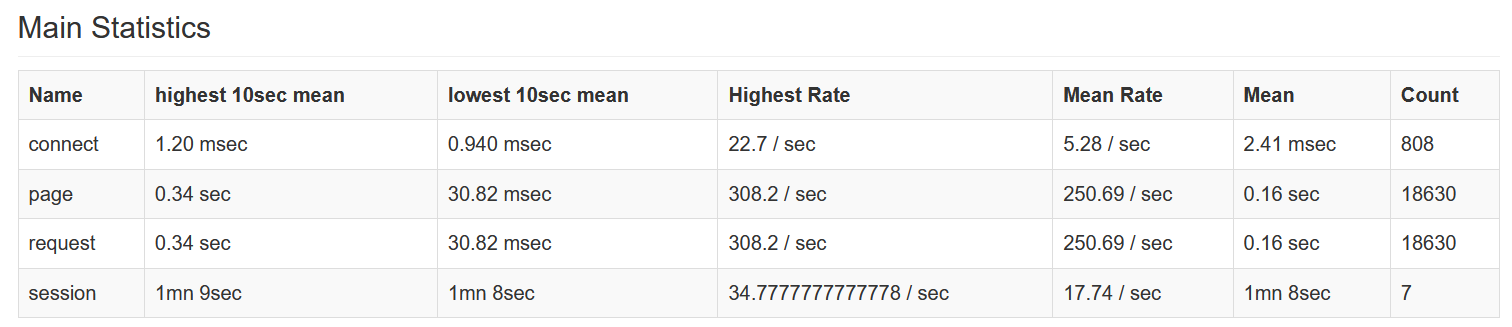 Main Statistics
Name highest 10sec mean lowest 10sec mean Highest Rate Mean Rate Mean Count
connect 1.20 msec 0.940 msec 22.7 / sec 5.28 / sec 2.41 msec 808
page 0.34 sec 30.82 msec 308.2 / sec 250.69 / sec 0.16 sec 18630
request 0.34 sec 30.82 msec 308.2 / sec 250.69 / sec 0.16 sec 18630
session 1mn 9sec 1mn 8sec 34.7777777777778 / sec 17.74 / sec 1mn 8sec 7